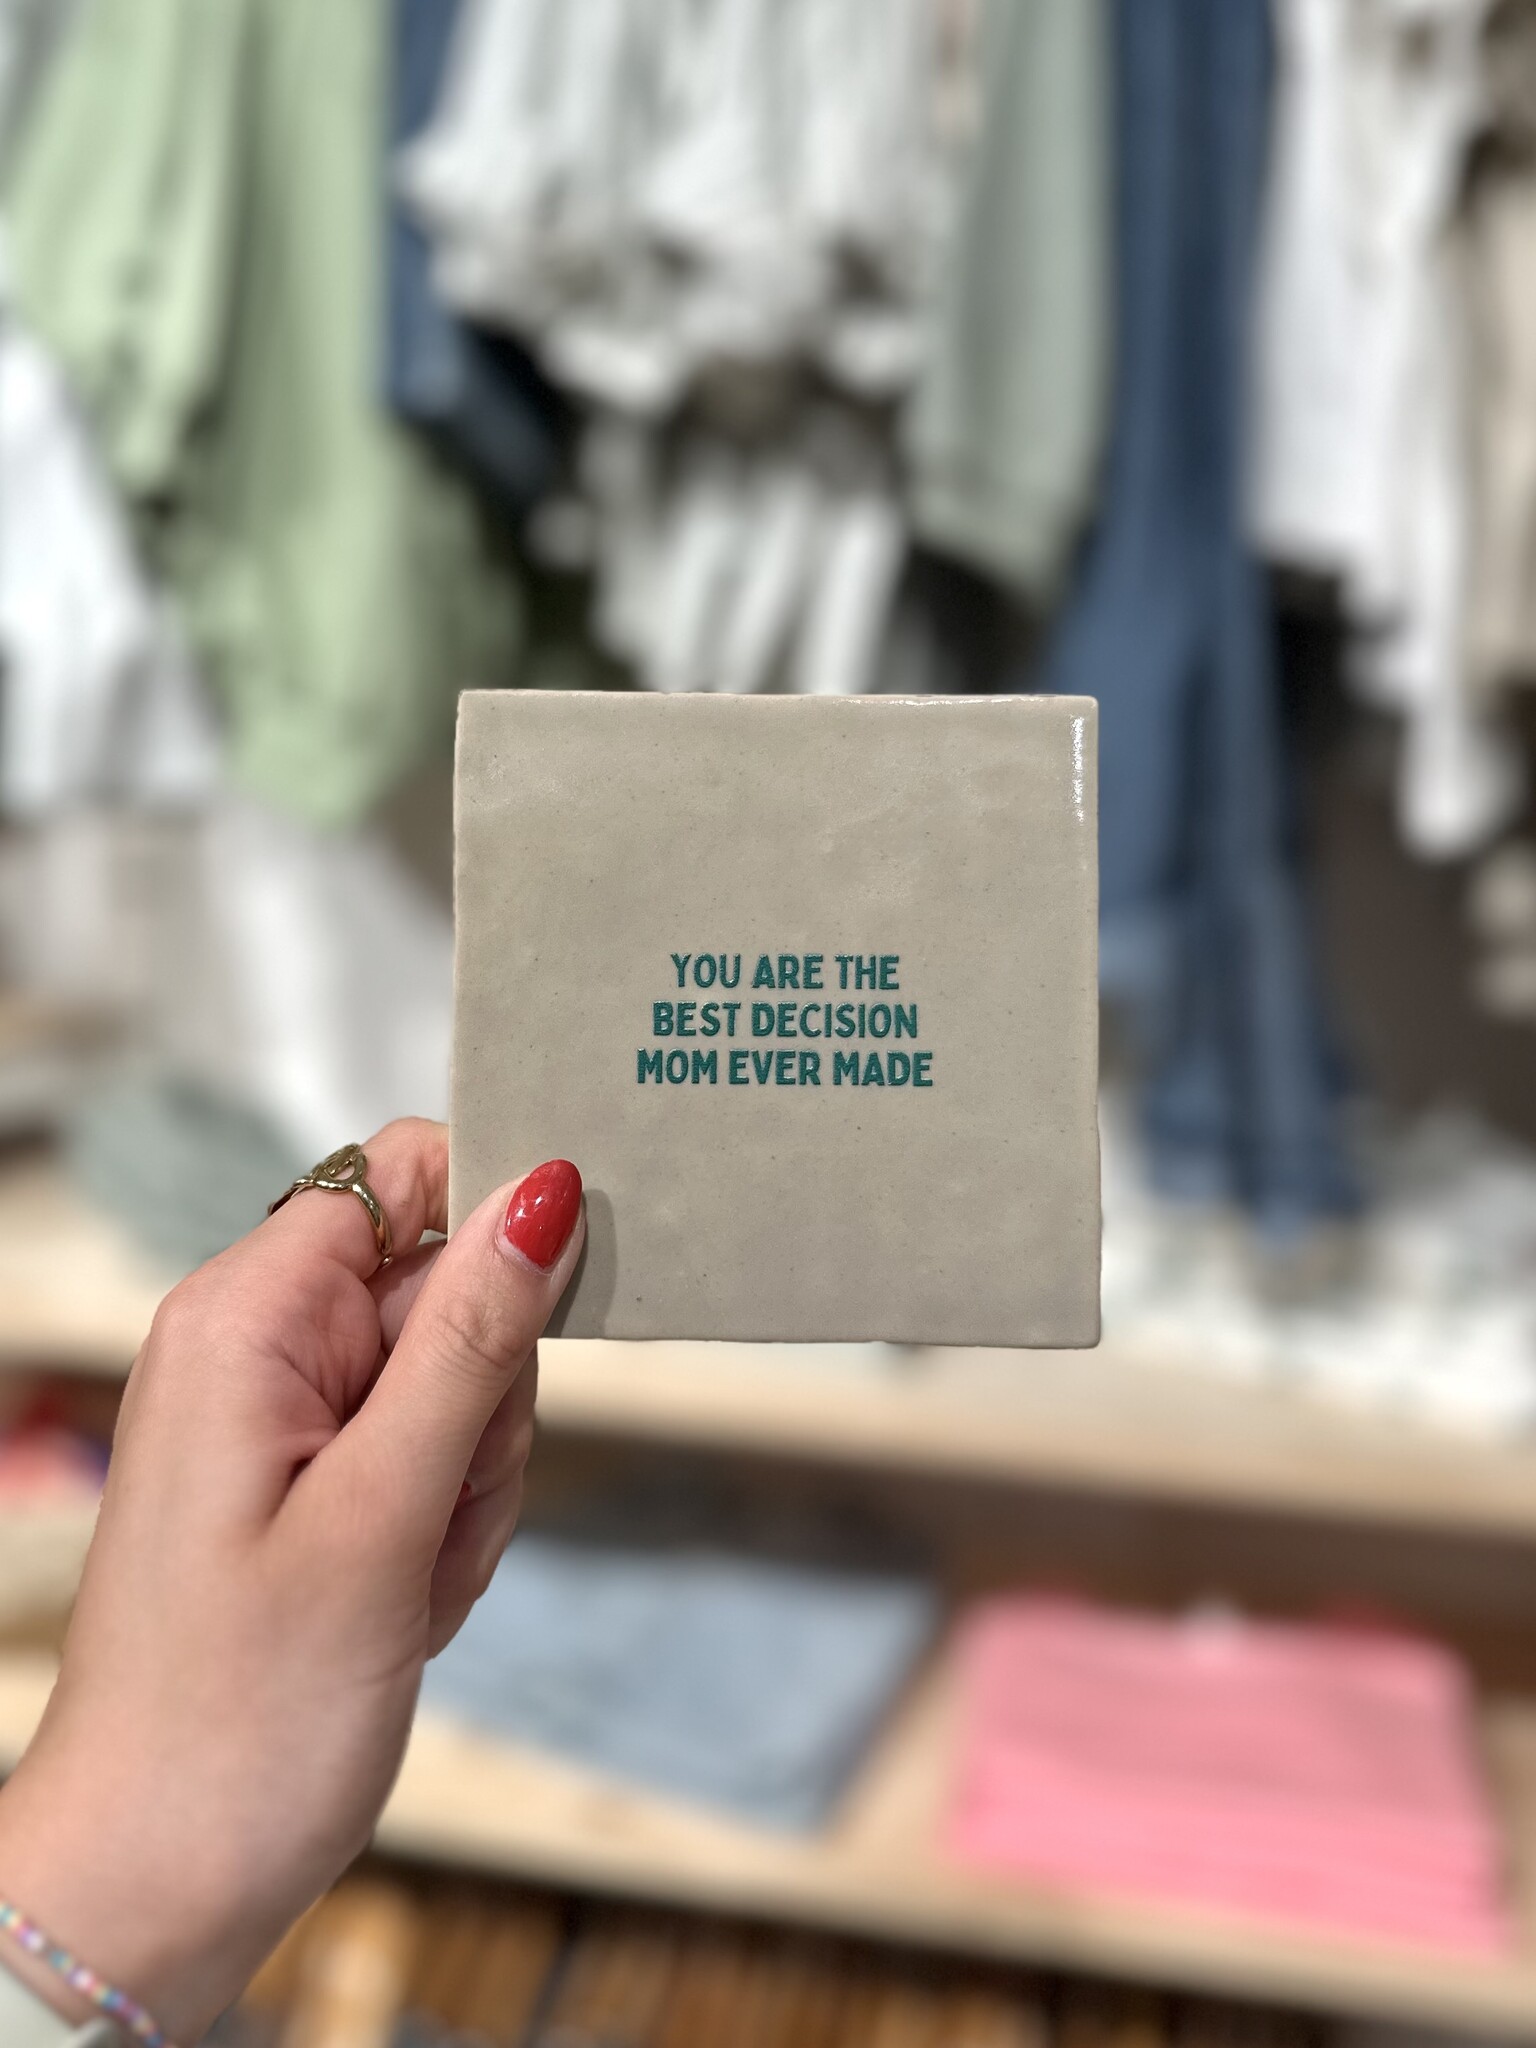 YOU ARE THE
BEST DECISION
MOM EVER MADE